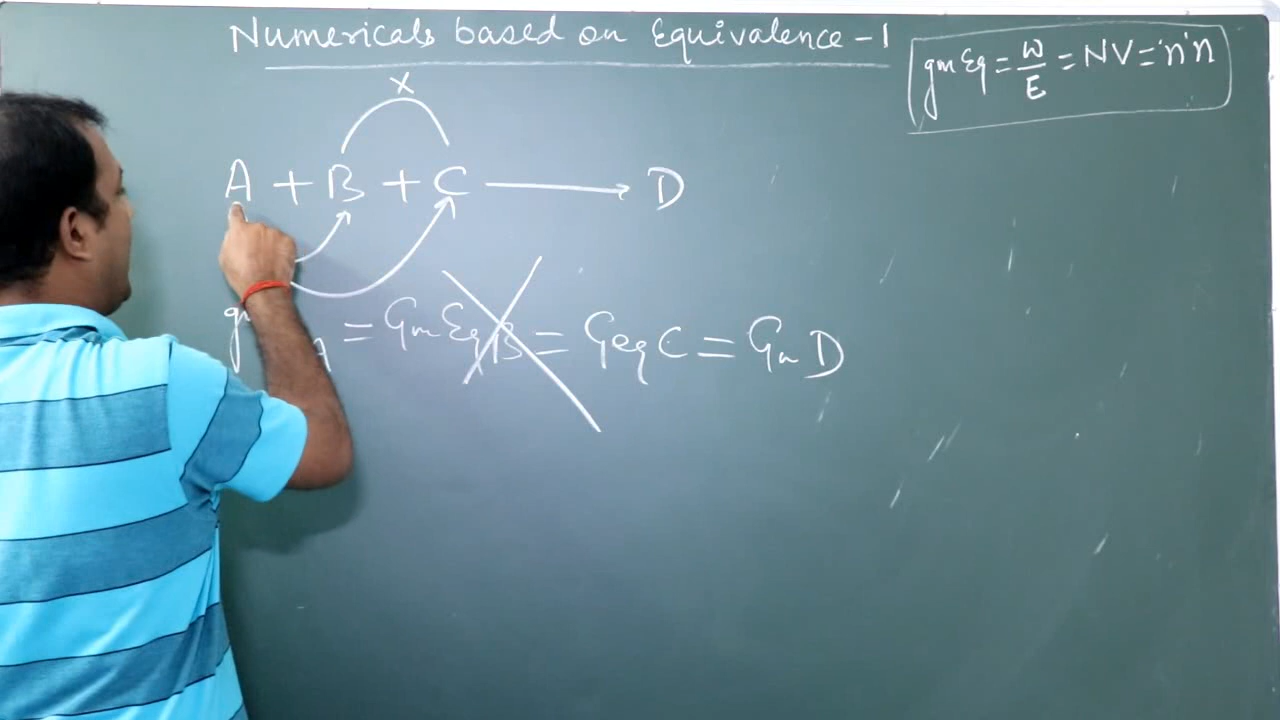 Numericals based on Equivalence-1
gm Eq = W/E = NV = 'n' n
x
A + B + C ⟶ D
g A = Gm Eq B = Geq C = Gm D